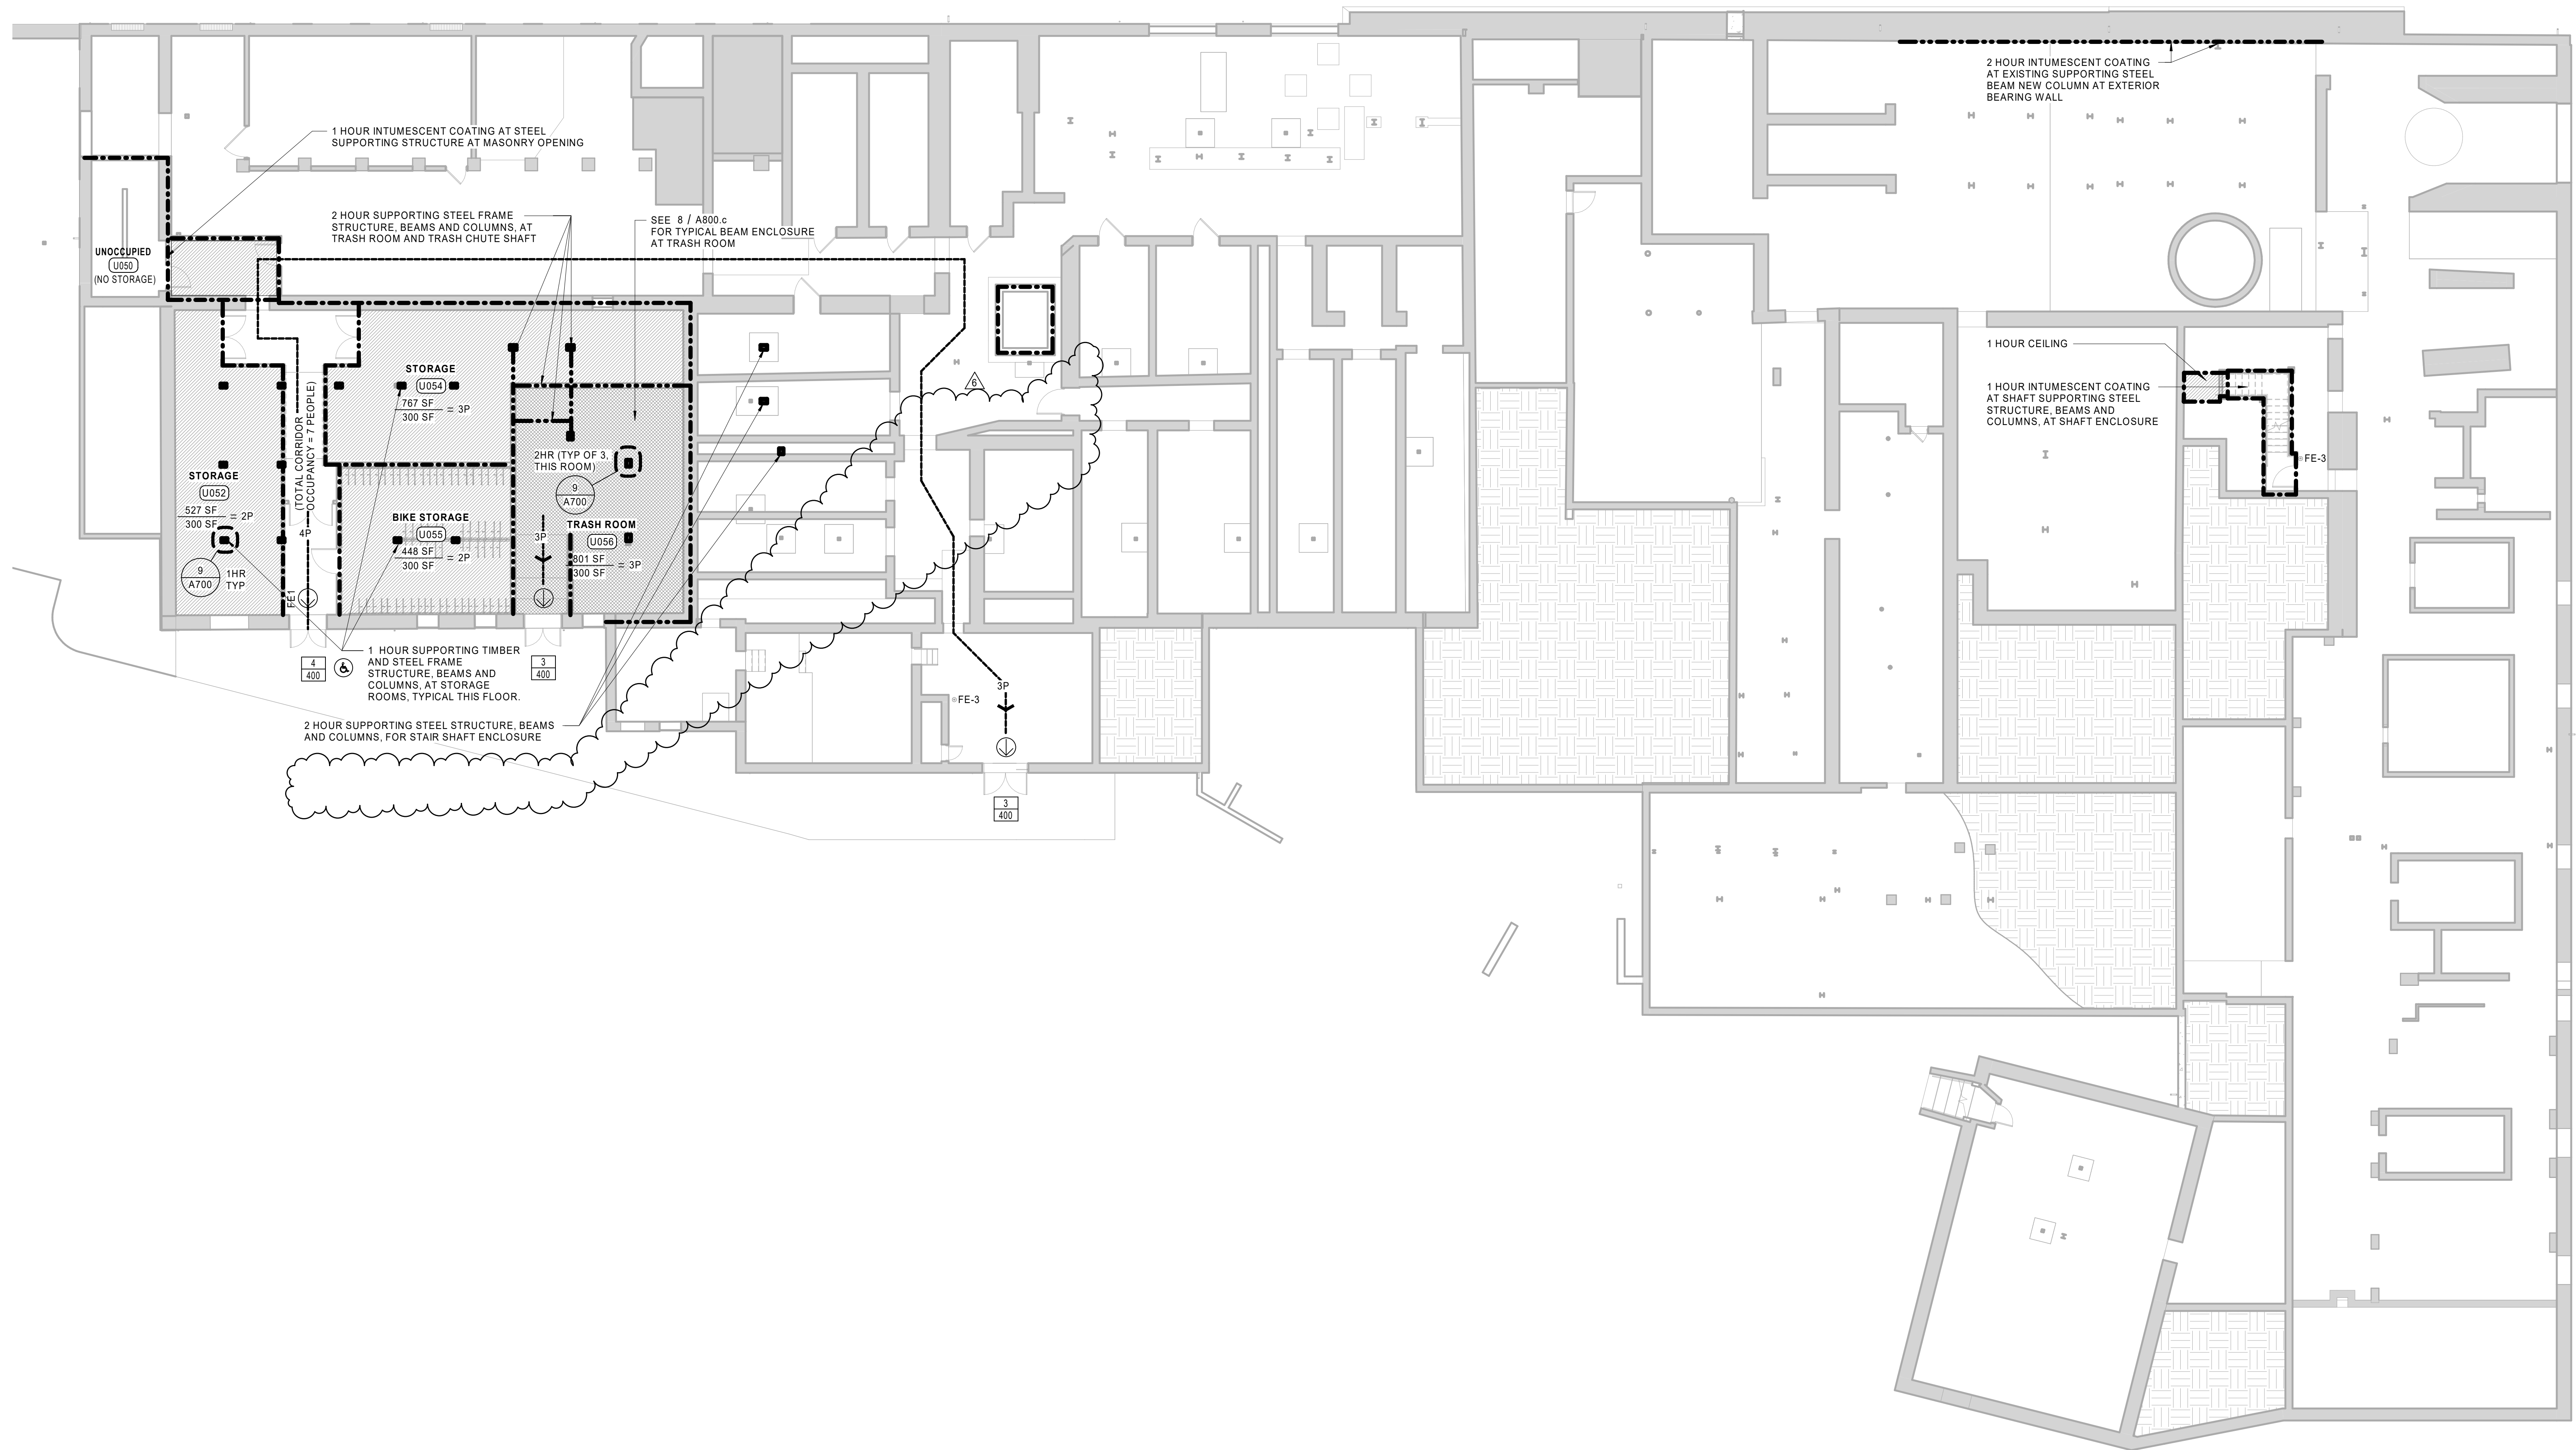 2 HOUR INTUMESCENT COATING
AT EXISTING SUPPORTING STEEL
BEAM NEW COLUMN AT EXTERIOR
BEARING WALL
1 HOUR INTUMESCENT COATING AT STEEL
SUPPORTING STRUCTURE AT MASONRY OPENING
2 HOUR SUPPORTING STEEL FRAME
STRUCTURE, BEAMS AND COLUMNS, AT
TRASH ROOM AND TRASH CHUTE SHAFT
SEE 8 / A800.c
FOR TYPICAL BEAM ENCLOSURE
AT TRASH ROOM
UNOCCUPIED
U050
(NO STORAGE)
1 HOUR CEILING
1 HOUR INTUMESCENT COATING
AT SHAFT SUPPORTING STEEL
STRUCTURE, BEAMS AND
COLUMNS, AT SHAFT ENCLOSURE
FE-3
6
STORAGE
U054
767 SF
300 SF
= 3P
(TOTAL CORRIDOR
OCCUPANCY = 7 PEOPLE)
STORAGE
U052
527 SF
300 SF
= 2P
2HR (TYP OF 3,
THIS ROOM)
9
A700
BIKE STORAGE
U055
448 SF
300 SF
= 2P
TRASH ROOM
U056
801 SF
300 SF
= 3P
4P
3P
9
A700
1HR
TYP
FE1
4
400
3
400
1 HOUR SUPPORTING TIMBER
AND STEEL FRAME
STRUCTURE, BEAMS AND
COLUMNS, AT STORAGE
ROOMS, TYPICAL THIS FLOOR.
2 HOUR SUPPORTING STEEL STRUCTURE, BEAMS
AND COLUMNS, FOR STAIR SHAFT ENCLOSURE
FE-3
3P
3
400